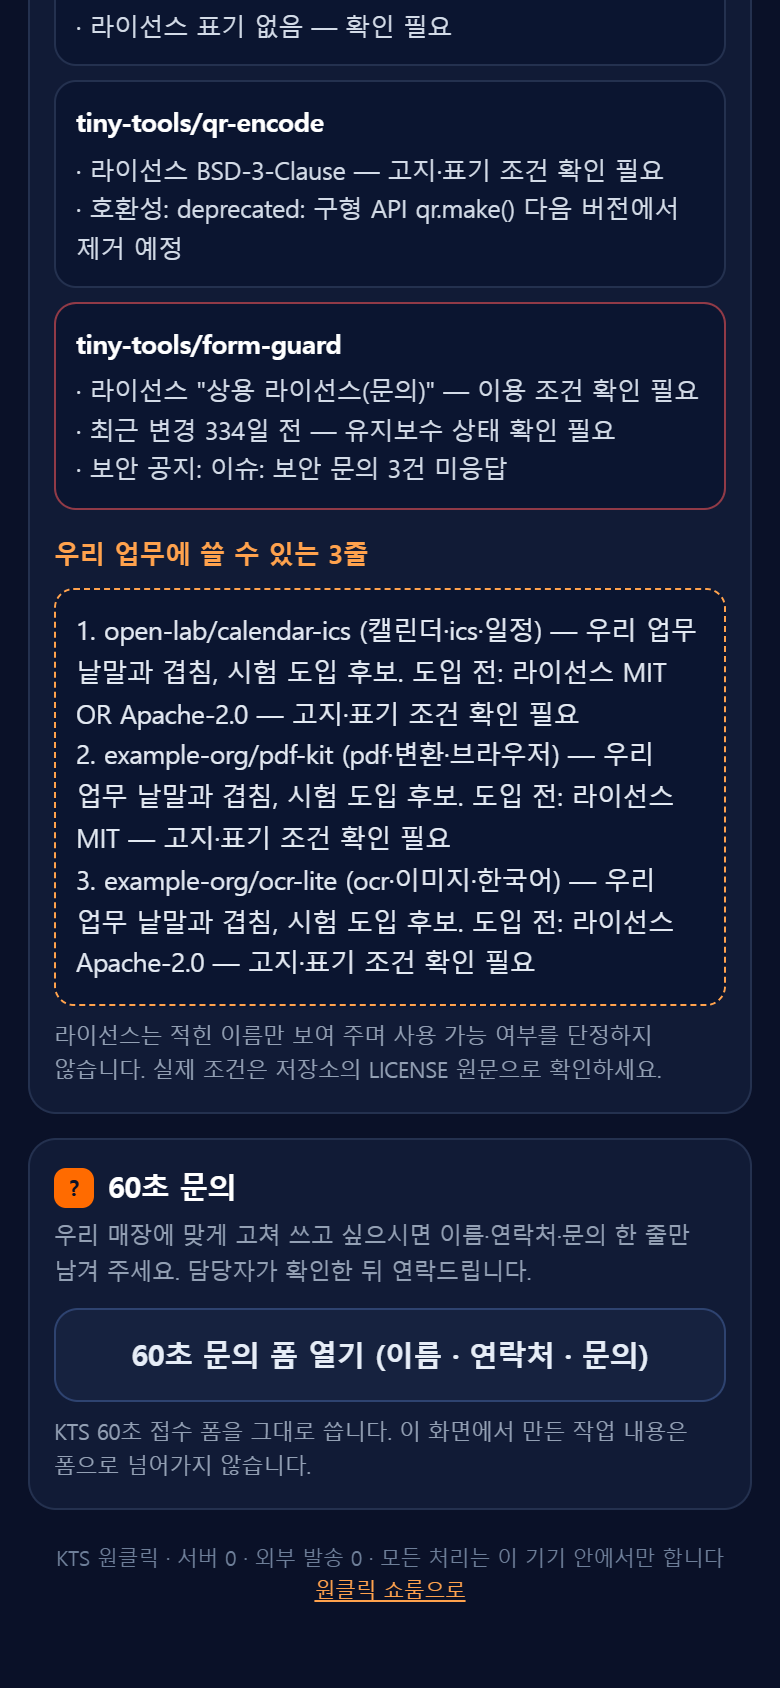 · 라이선스 표기 없음 — 확인 필요
tiny-tools/qr-encode
· 라이선스 BSD-3-Clause — 고지·표기 조건 확인 필요
· 호환성: deprecated: 구형 API qr.make() 다음 버전에서
제거 예정
tiny-tools/form-guard
· 라이선스 "상용 라이선스(문의)" — 이용 조건 확인 필요
· 최근 변경 334일 전 — 유지보수 상태 확인 필요
· 보안 공지: 이슈: 보안 문의 3건 미응답
우리 업무에 쓸 수 있는 3줄
1. open-lab/calendar-ics (캘린더·ics·일정) — 우리 업무
낱말과 겹침, 시험 도입 후보. 도입 전: 라이선스 MIT
OR Apache-2.0 — 고지·표기 조건 확인 필요
2. example-org/pdf-kit (pdf·변환·브라우저) — 우리
업무 낱말과 겹침, 시험 도입 후보. 도입 전: 라이선스
MIT — 고지·표기 조건 확인 필요
3. example-org/ocr-lite (ocr·이미지·한국어) — 우리
업무 낱말과 겹침, 시험 도입 후보. 도입 전: 라이선스
Apache-2.0 — 고지·표기 조건 확인 필요
라이선스는 적힌 이름만 보여 주며 사용 가능 여부를 단정하지
않습니다. 실제 조건은 저장소의 LICENSE 원문으로 확인하세요.
? 60초 문의
우리 매장에 맞게 고쳐 쓰고 싶으시면 이름·연락처·문의 한 줄만
남겨 주세요. 담당자가 확인한 뒤 연락드립니다.
60초 문의 폼 열기 (이름 · 연락처 · 문의)
KTS 60초 접수 폼을 그대로 씁니다. 이 화면에서 만든 작업 내용은
폼으로 넘어가지 않습니다.
KTS 원클릭 · 서버 0 · 외부 발송 0 · 모든 처리는 이 기기 안에서만 합니다
원클릭 쇼룸으로